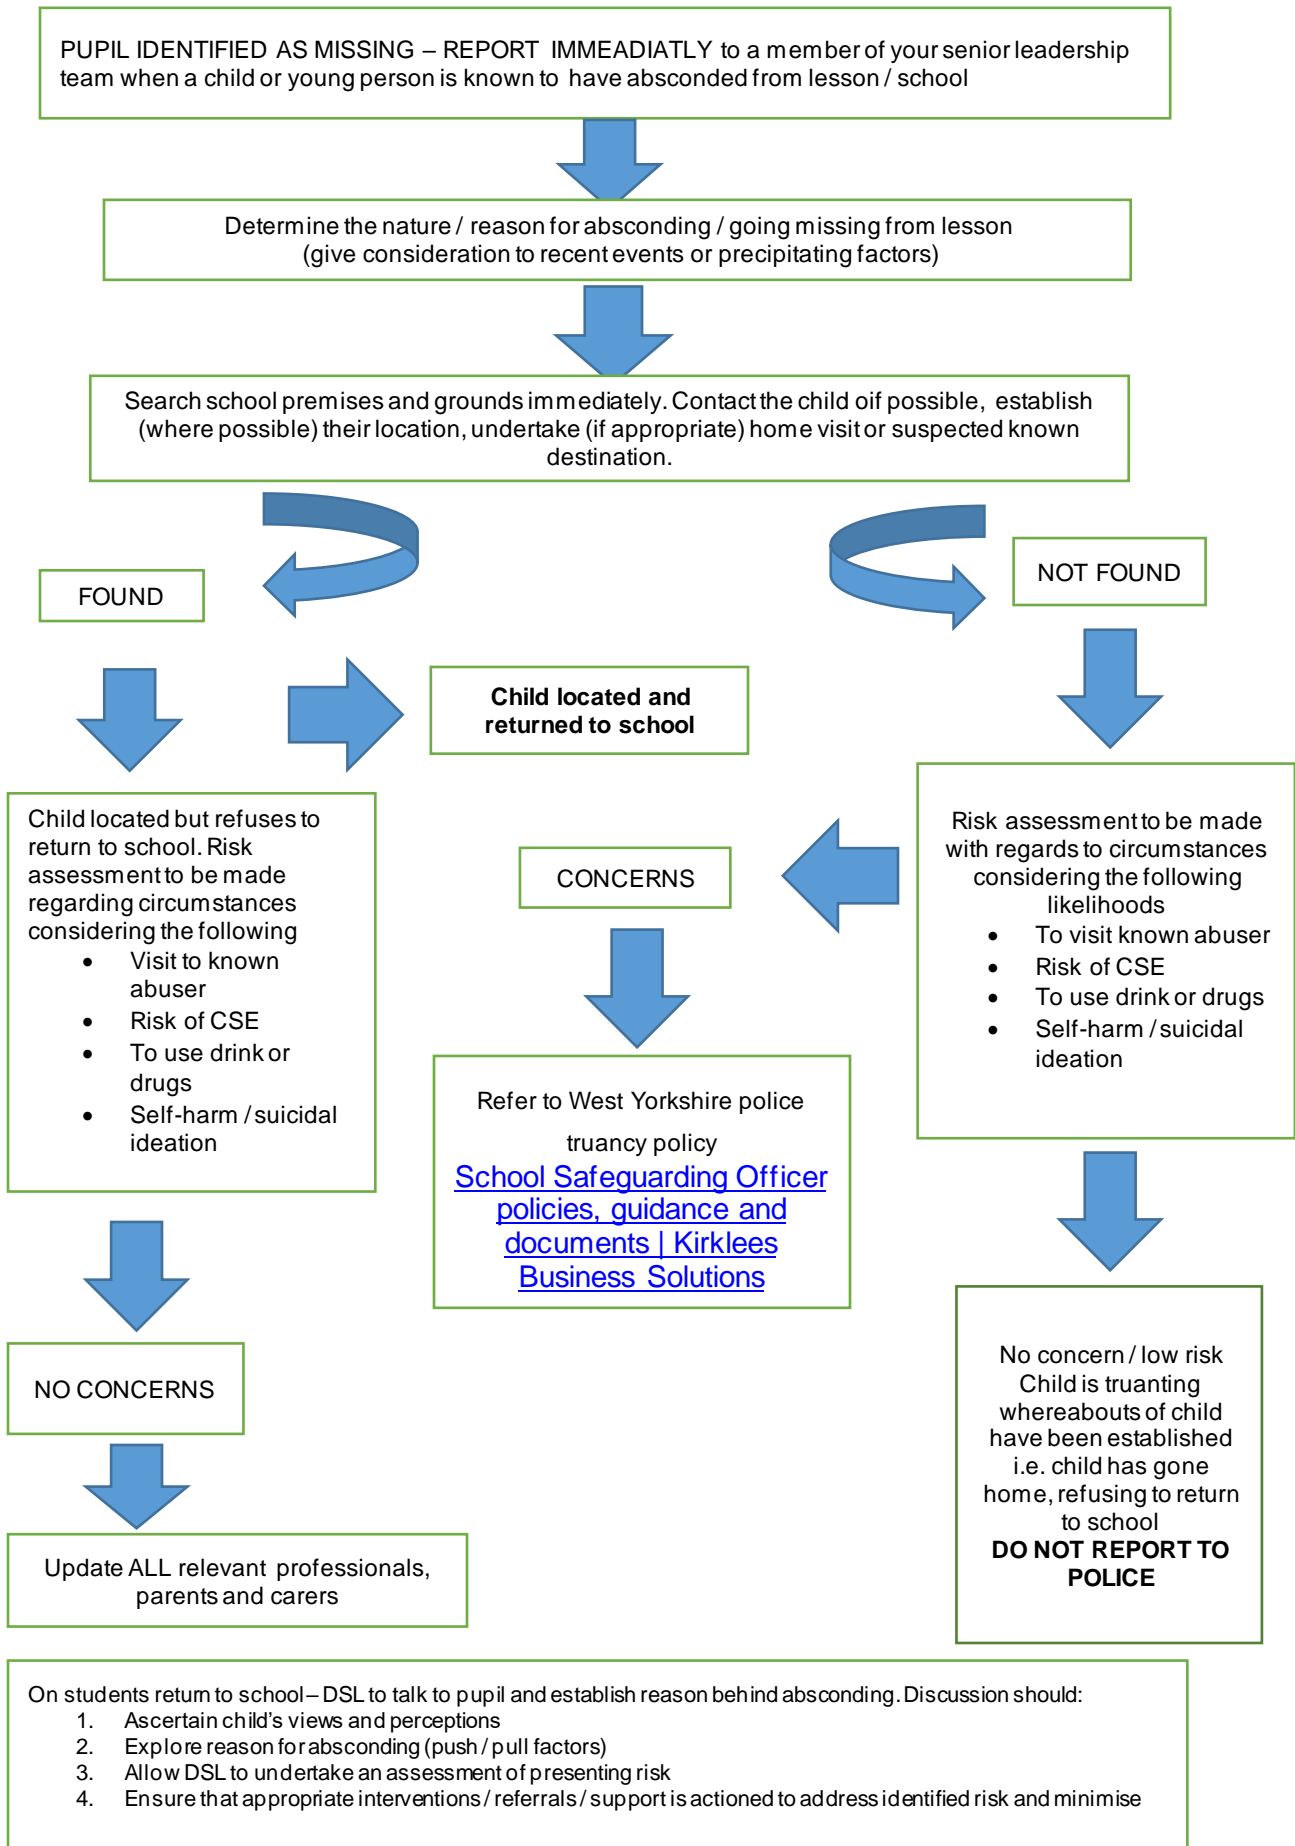 PUPIL IDENTIFIED AS MISSING – REPORT IMMEADIATLY to a member of your senior leadership
team when a child or young person is known to have absconded from lesson / school
Determine the nature / reason for absconding / going missing from lesson
(give consideration to recent events or precipitating factors)
Search school premises and grounds immediately. Contact the child oif possible, establish
(where possible) their location, undertake (if appropriate) home visit or suspected known
destination.
FOUND
NOT FOUND
Child located and
returned to school
Child located but refuses to
return to school. Risk
assessment to be made
regarding circumstances
considering the following
• Visit to known
abuser
• Risk of CSE
• To use drink or
drugs
• Self-harm / suicidal
ideation
CONCERNS
Risk assessment to be made
with regards to circumstances
considering the following
likelihoods
• To visit known abuser
• Risk of CSE
• To use drink or drugs
• Self-harm / suicidal
ideation
Refer to West Yorkshire police
truancy policy
School Safeguarding Officer
policies, guidance and
documents | Kirklees
Business Solutions
NO CONCERNS
No concern / low risk
Child is truanting
whereabouts of child
have been established
i.e. child has gone
home, refusing to return
to school
DO NOT REPORT TO
POLICE
Update ALL relevant professionals,
parents and carers
On students return to school – DSL to talk to pupil and establish reason behind absconding. Discussion should:
1. Ascertain child's views and perceptions
2. Explore reason for absconding (push / pull factors)
3. Allow DSL to undertake an assessment of presenting risk
4. Ensure that appropriate interventions / referrals / support is actioned to address identified risk and minimise